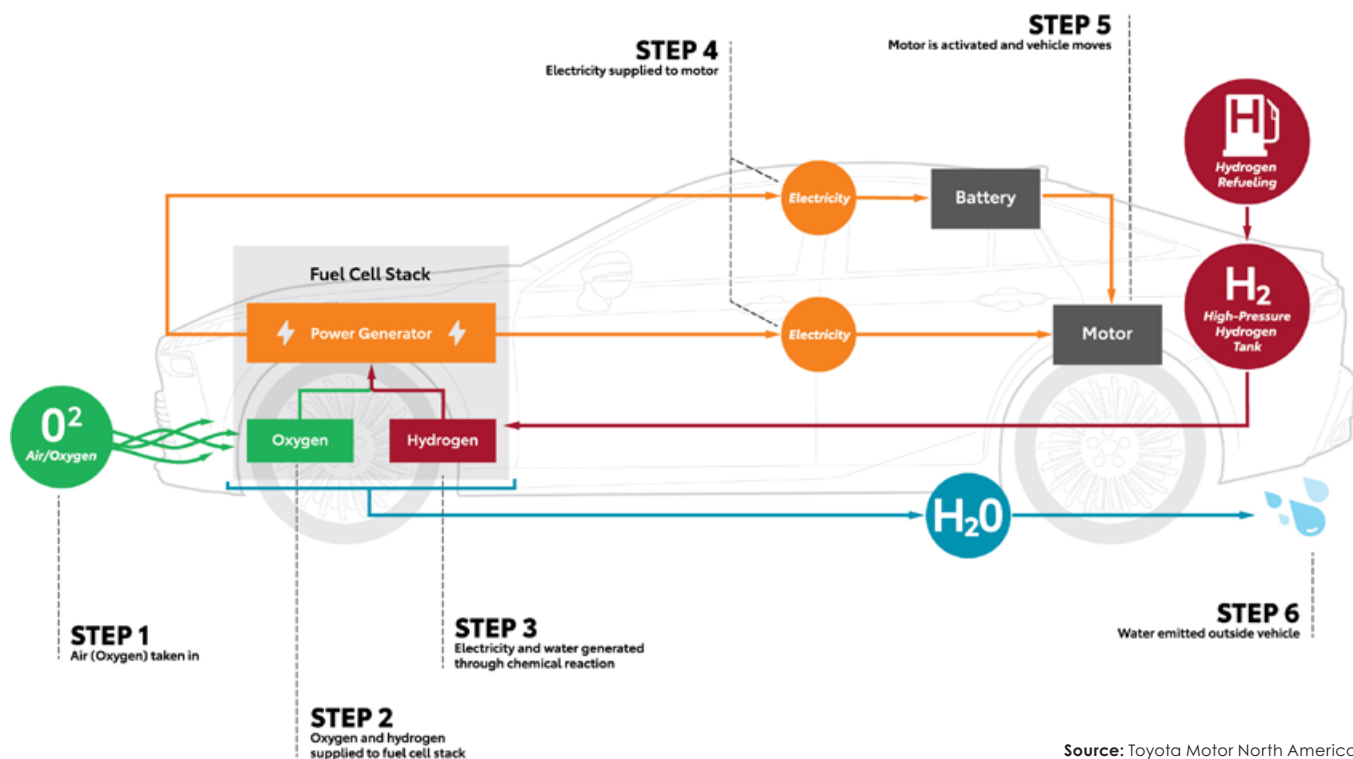 STEP 5
Motor is activated and vehicle moves
STEP 4
Electricity supplied to motor
H
Hydrogen
Refueling
Electricity
Battery
Fuel Cell Stack
H₂
High-Pressure
Hydrogen
Tank
Power Generator
Electricity
Motor
0²
Air/Oxygen
Oxygen
Hydrogen
H₂0
STEP 1
Air (Oxygen) taken in
STEP 3
Electricity and water generated
through chemical reaction
STEP 6
Water emitted outside vehicle
STEP 2
Oxygen and hydrogen
supplied to fuel cell stack
Source: Toyota Motor North America